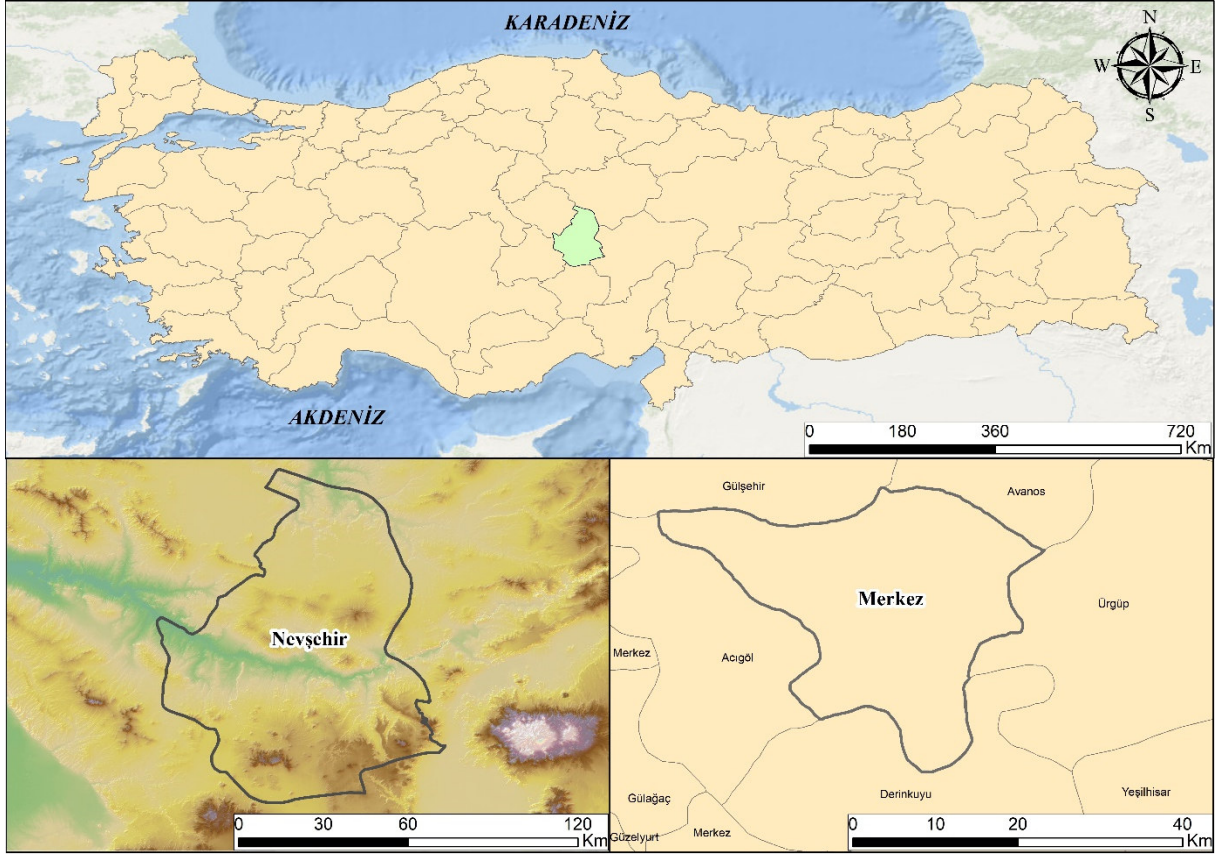 KARADENİZ
N
W E
S
AKDENİZ
0 180 360 720
Km
Nevşehir
0 30 60 120
Km
Gülşehir
Avanos
Merkez
Ürgüp
Merkez
Acıgöl
Gülağaç
Derinkuyu
Yeşilhisar
Güzelyurt
Merkez
0 10 20 40
Km